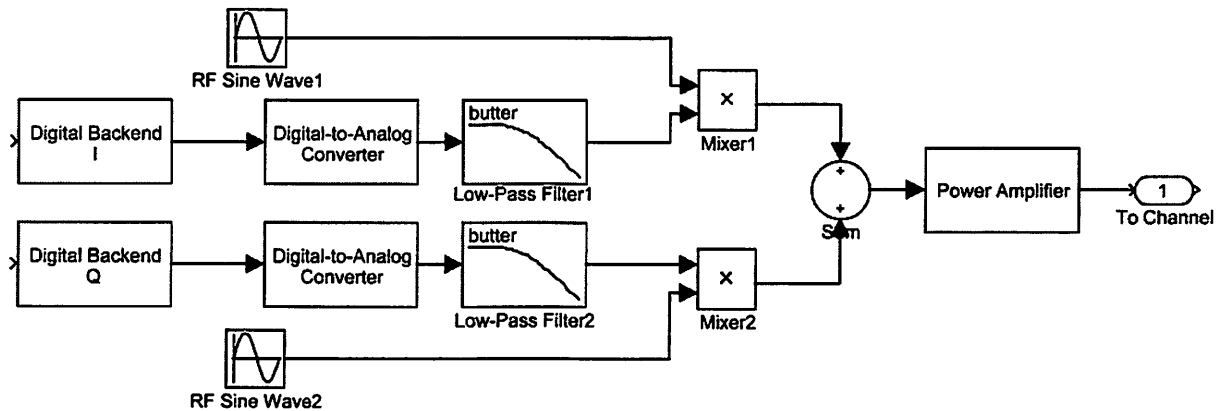 RF Sine Wave1
Digital Backend
I
Digital-to-Analog
Converter
butter
Low-Pass Filter1
×
Mixer1
Digital Backend
Q
Digital-to-Analog
Converter
butter
Low-Pass Filter2
×
Mixer2
RF Sine Wave2
+
+
Sum
Power Amplifier
1
To Channel